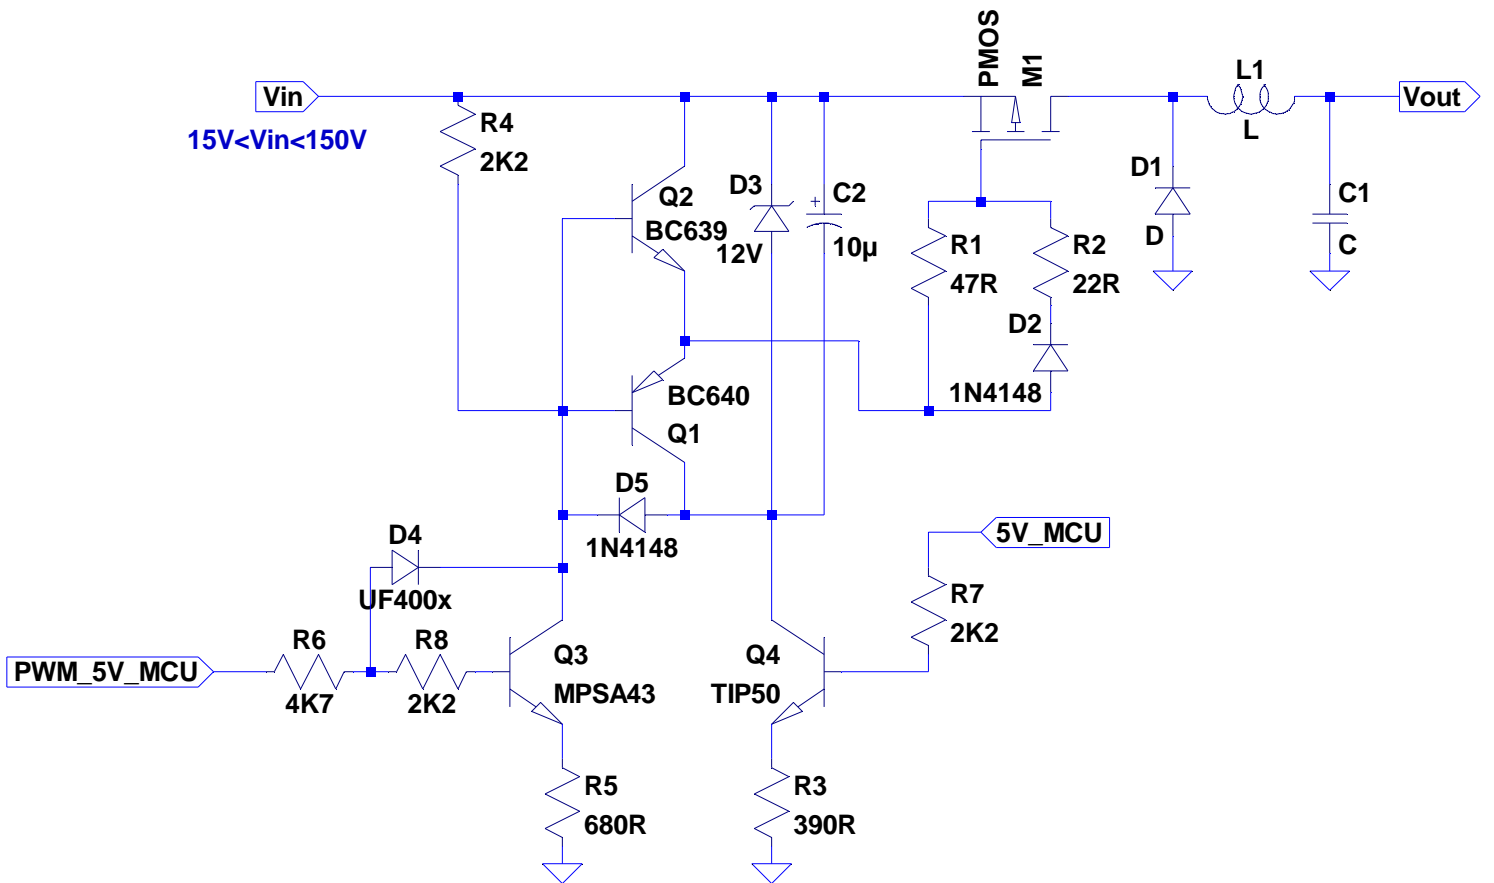 PMOS
M1
Vin
15V<Vin<150V
R4
2K2
L1
L
Vout
Q2
BC639
D3
12V
C2
10µ
D1
D
C1
C
R1
47R
R2
22R
D2
1N4148
BC640
Q1
D5
1N4148
D4
UF400x
5V_MCU
R7
2K2
PWM_5V_MCU
R6
4K7
R8
2K2
Q3
MPSA43
Q4
TIP50
R5
680R
R3
390R
+